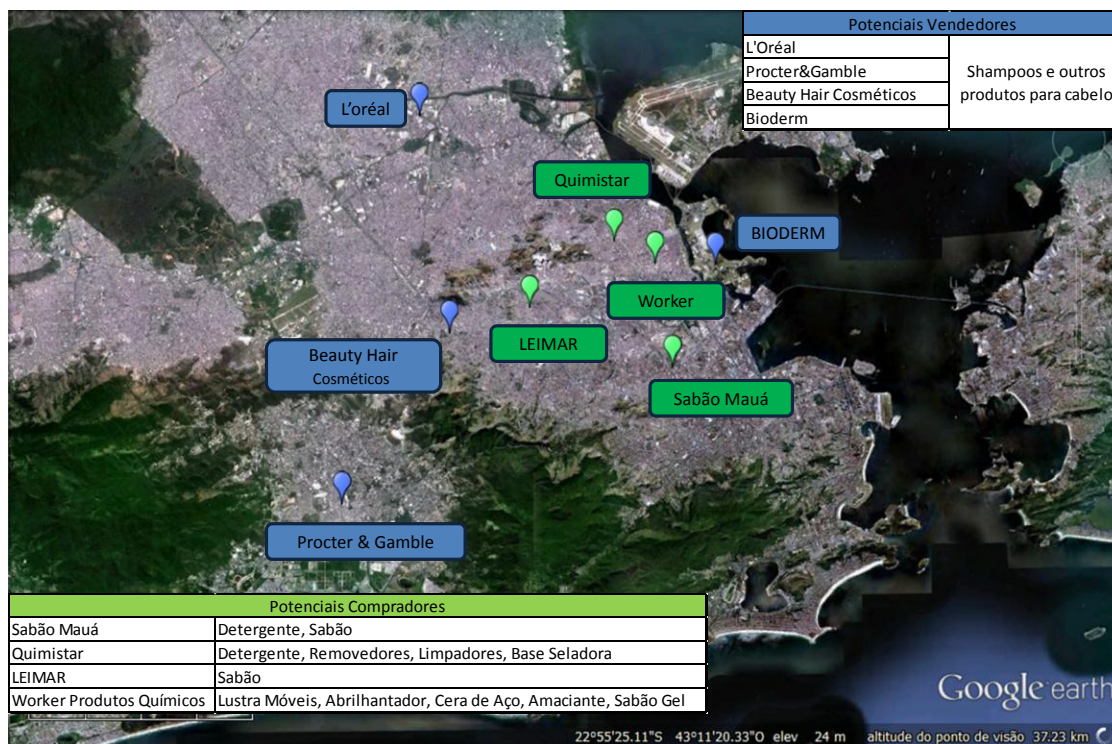 Potenciais Vendedores
L'Oréal
Procter&Gamble
Beauty Hair Cosméticos
Bioderm
Shampoos e outros
produtos para cabelo
L'oréal
Quimistar
BIODERM
Worker
LEIMAR
Beauty Hair
Cosméticos
Sabão Mauá
Procter & Gamble
Potenciais Compradores
Sabão Mauá Detergente, Sabão
Quimistar Detergente, Removedores, Limpadores, Base Seladora
LEIMAR Sabão
Worker Produtos Químicos Lustra Móveis, Abrilhantador, Cera de Aço, Amaciante, Sabão Gel
Google earth
22°55'25.11"S 43°11'20.33"O elev 24 m altitude do ponto de visão 37.23 km